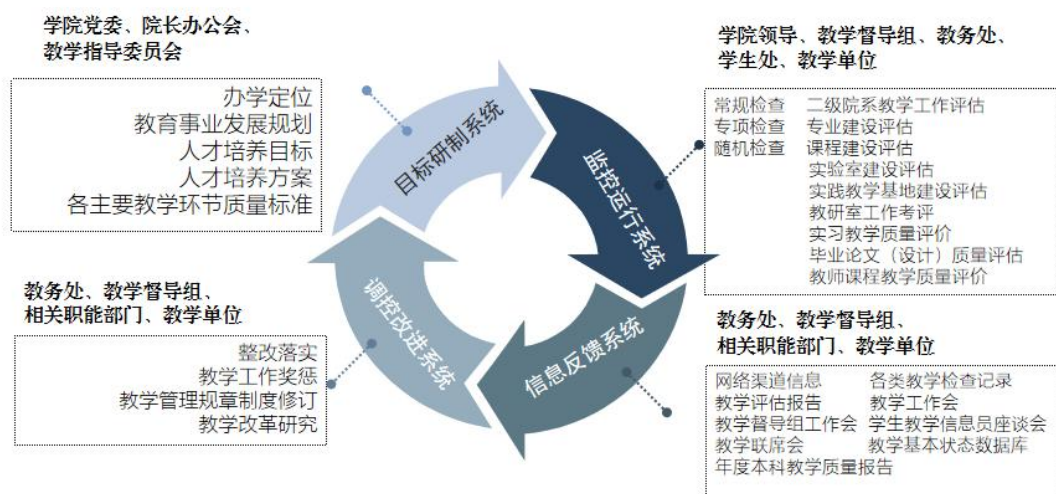 学院党委、院长办公会、
教学指导委员会
办学定位
教育事业发展规划
人才培养目标
人才培养方案
各主要教学环节质量标准
目标研制系统
学院领导、教学督导组、教务处、
学生处、教学单位
常规检查 二级院系教学工作评估
专项检查 专业建设评估
随机检查 课程建设评估
实验室建设评估
实践教学基地建设评估
教研室工作考评
实习教学质量评价
毕业论文（设计）质量评估
教师课程教学质量评价
监控运行系统
教务处、教学督导组、
相关职能部门、教学单位
整改落实
教学工作奖惩
教学管理规章制度修订
教学改革研究
调控改进系统
信息反馈系统
教务处、教学督导组、
相关职能部门、教学单位
网络渠道信息 各类教学检查记录
教学评估报告 教学工作会
教学督导组工作会 学生教学信息员座谈会
教学联席会 教学基本状态数据库
年度本科教学质量报告